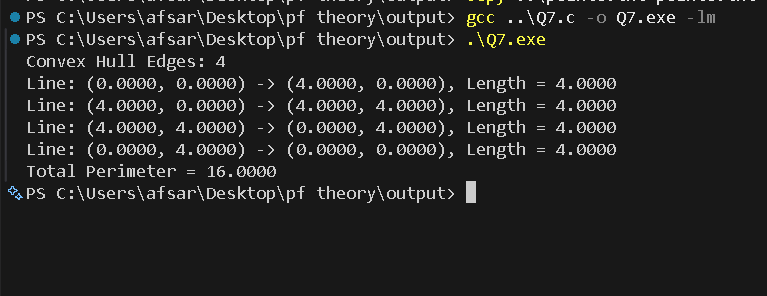 PS C:\Users\afsar\Desktop\pf theory\output> gcc ..\Q7.c -o Q7.exe -lm
PS C:\Users\afsar\Desktop\pf theory\output> .\Q7.exe
Convex Hull Edges: 4
Line: (0.0000, 0.0000) -> (4.0000, 0.0000), Length = 4.0000
Line: (4.0000, 0.0000) -> (4.0000, 4.0000), Length = 4.0000
Line: (4.0000, 4.0000) -> (0.0000, 4.0000), Length = 4.0000
Line: (0.0000, 4.0000) -> (0.0000, 0.0000), Length = 4.0000
Total Perimeter = 16.0000
PS C:\Users\afsar\Desktop\pf theory\output>